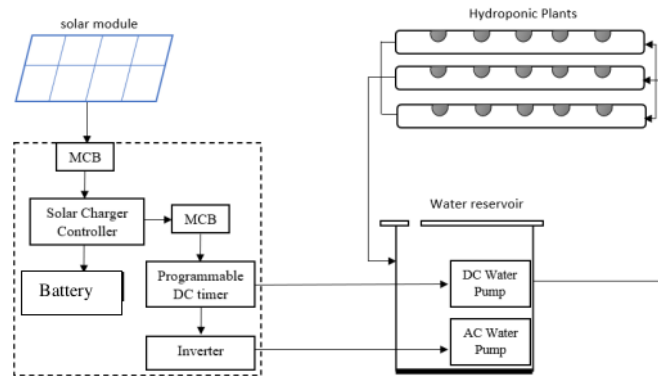 solar module
Hydroponic Plants
MCB
Solar Charger
Controller
MCB
Battery
Programmable
DC timer
Inverter
Water reservoir
DC Water
Pump
AC Water
Pump